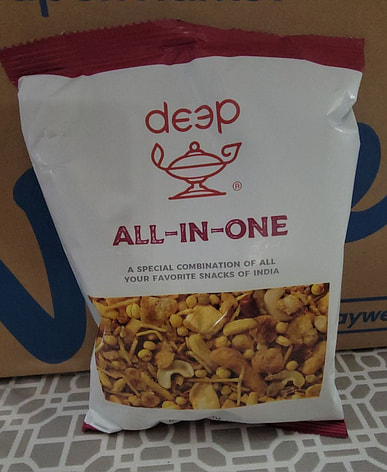 deep
®
ALL-IN-ONE
A SPECIAL COMBINATION OF ALL
YOUR FAVORITE SNACKS OF INDIA